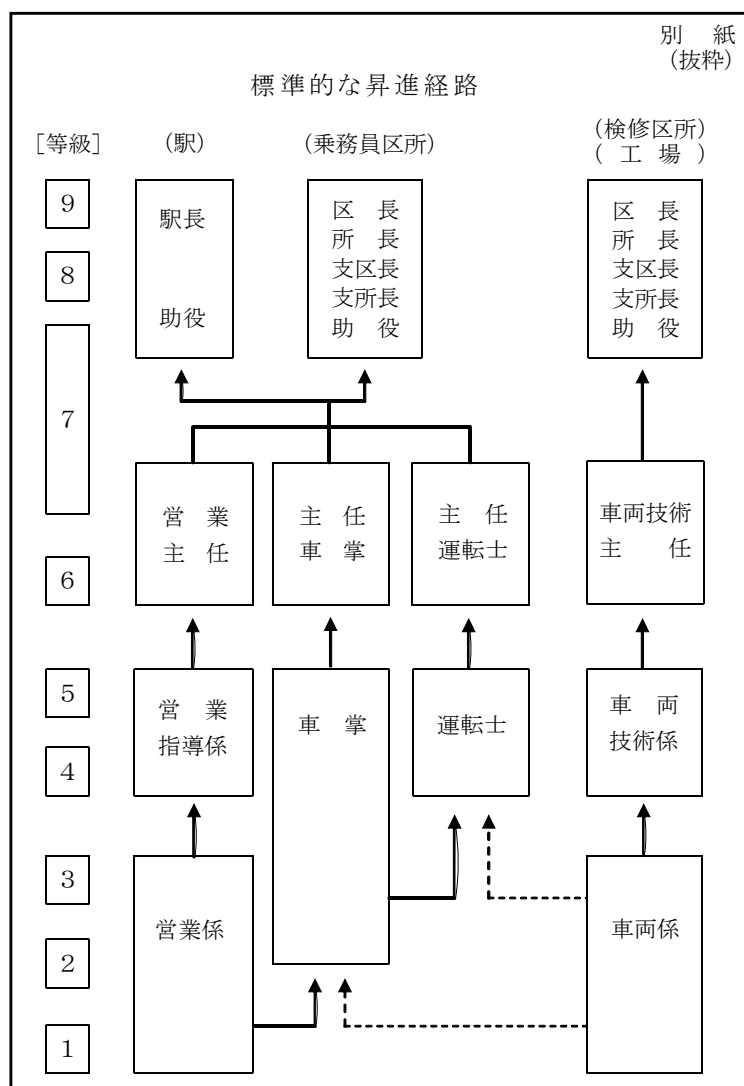 別　紙
（抜粋）
標準的な昇進経路
［等級］
（駅）
（乗務員区所）
（検修区所）
（工　場）
9
8
7
6
5
4
3
2
1
駅長
助役
区　長
所　長
支区長
支所長
助　役
区　長
所　長
支区長
支所長
助　役
営　業
主　任
主　任
車　掌
主　任
運転士
車両技術
主　　任
営　業
指導係
車　掌
運転士
車　両
技術係
営業係
車両係